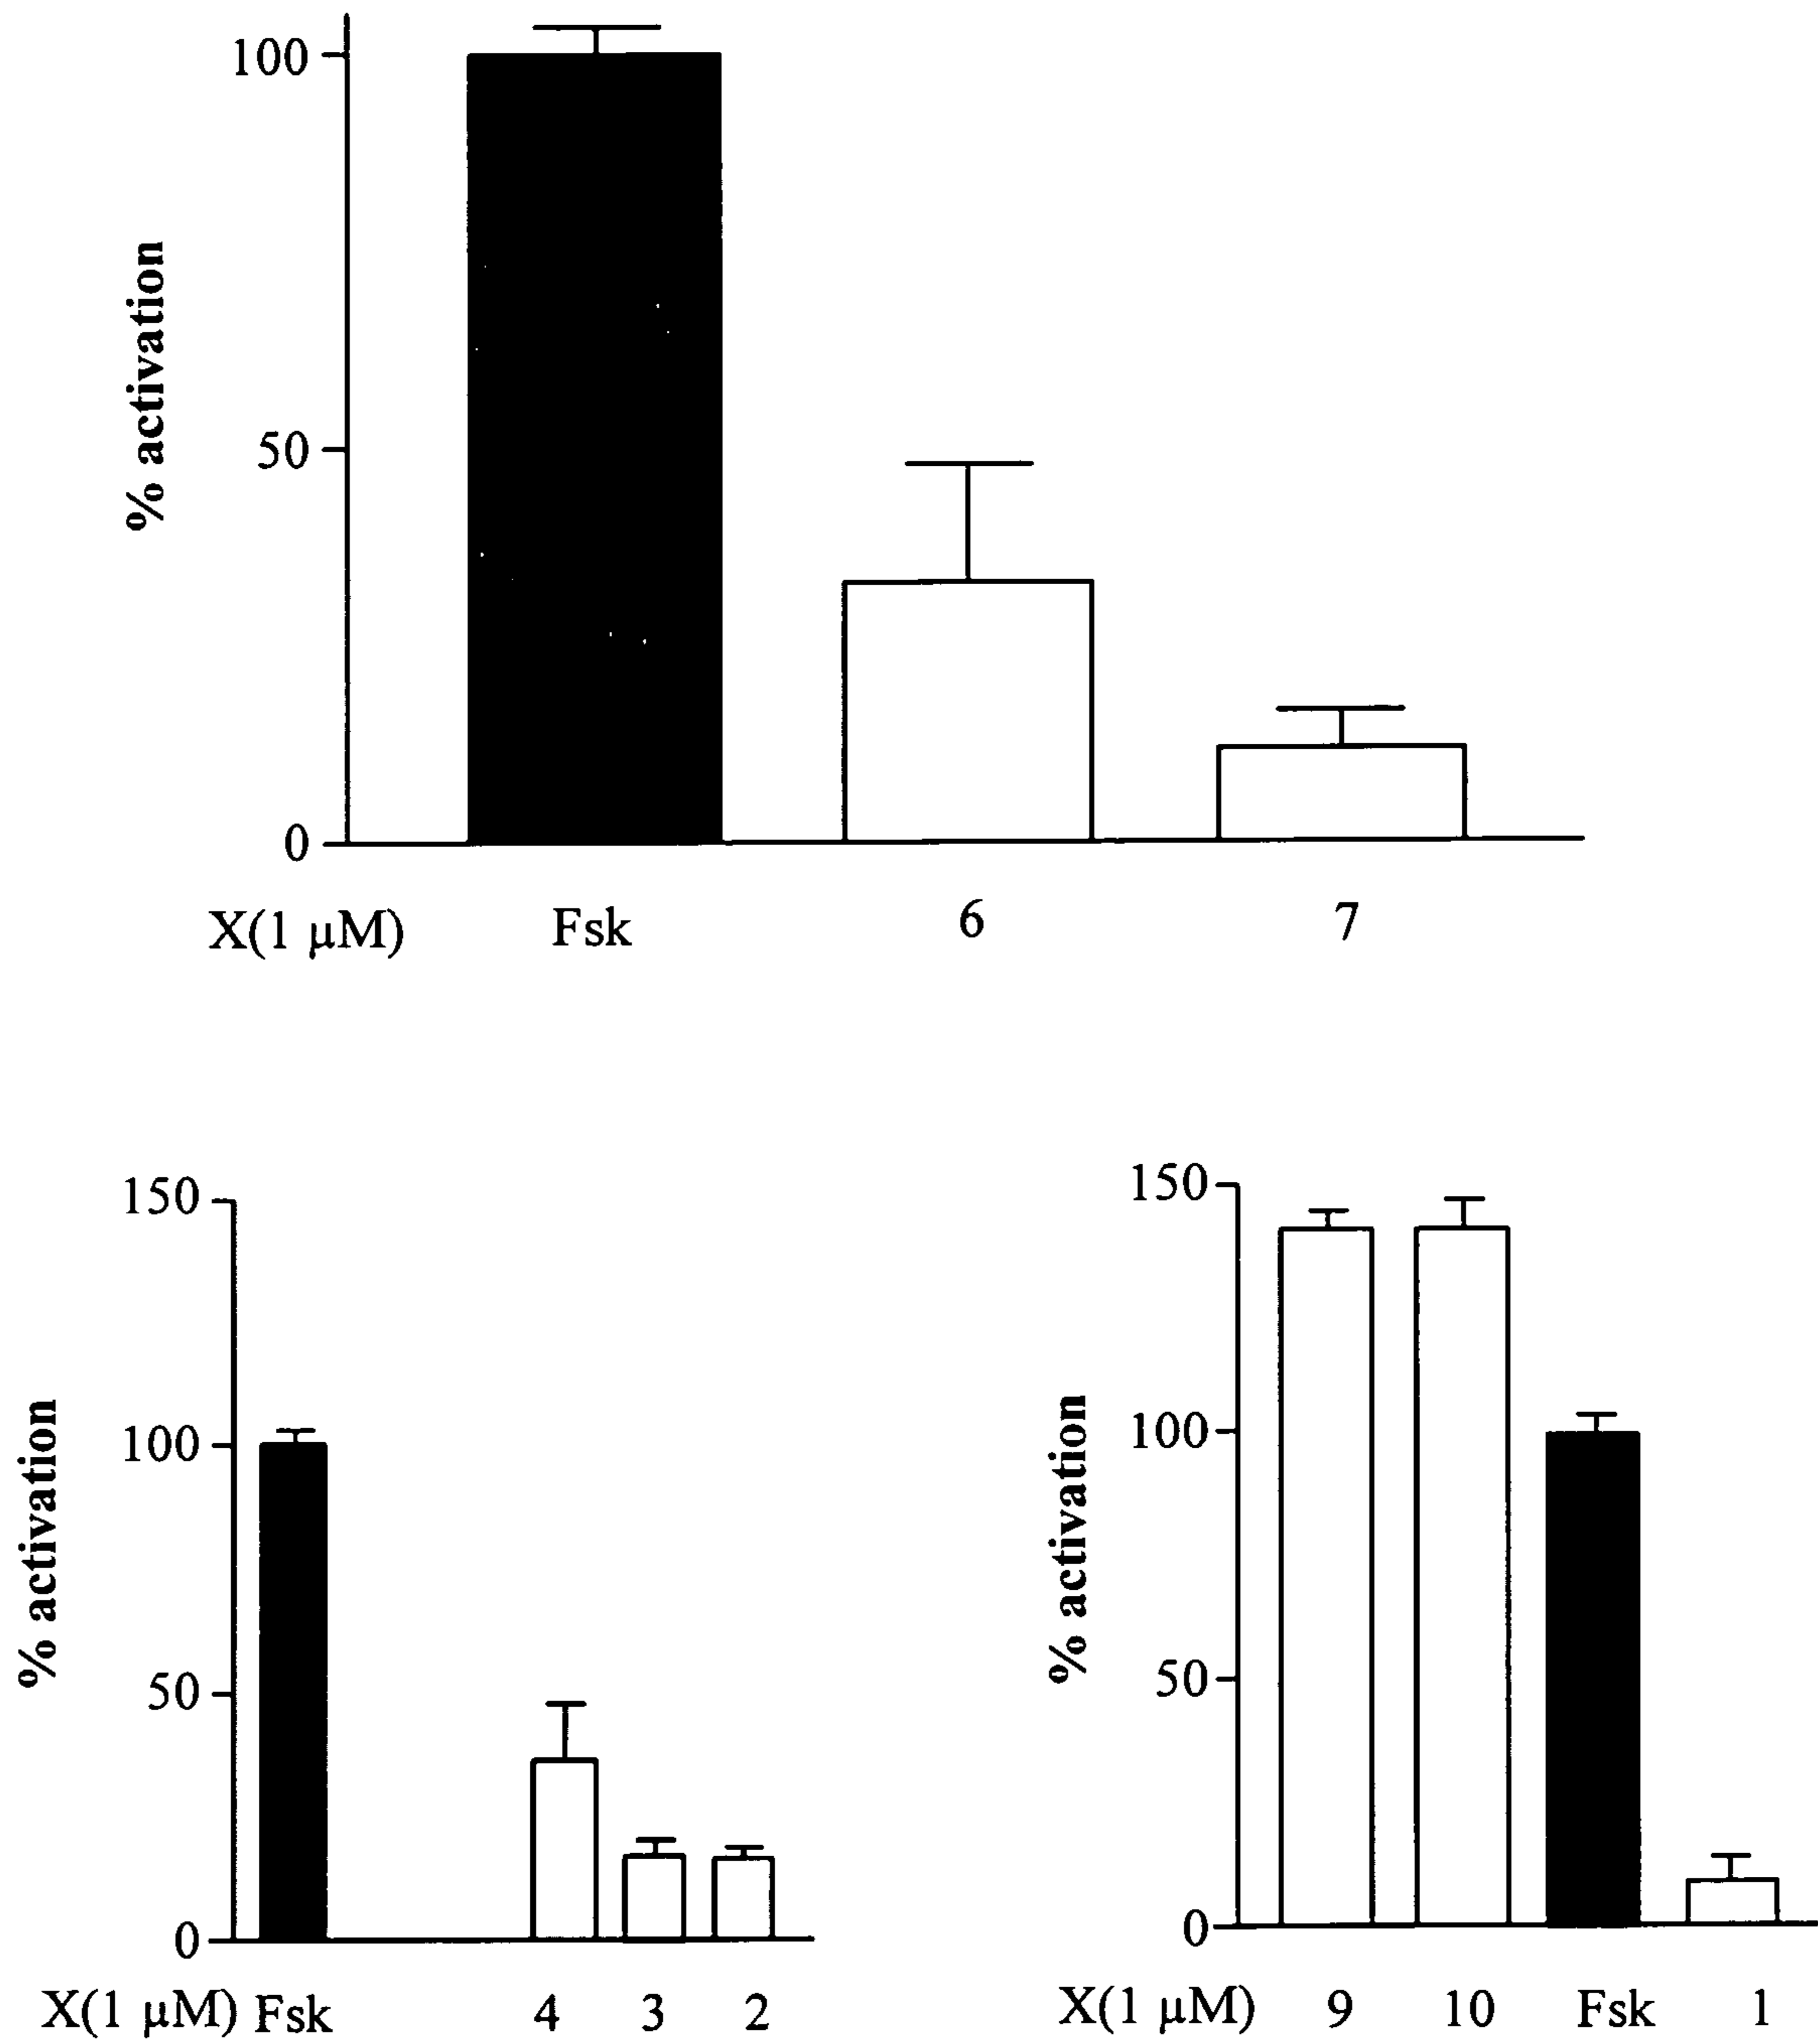 % activation
100
50
0
X(1 μM) Fsk 6 7
% activation
150
100
50
0
X(1 μM) Fsk 4 3 2
% activation
150
100
50
0
X(1 μM) 9 10 Fsk 1